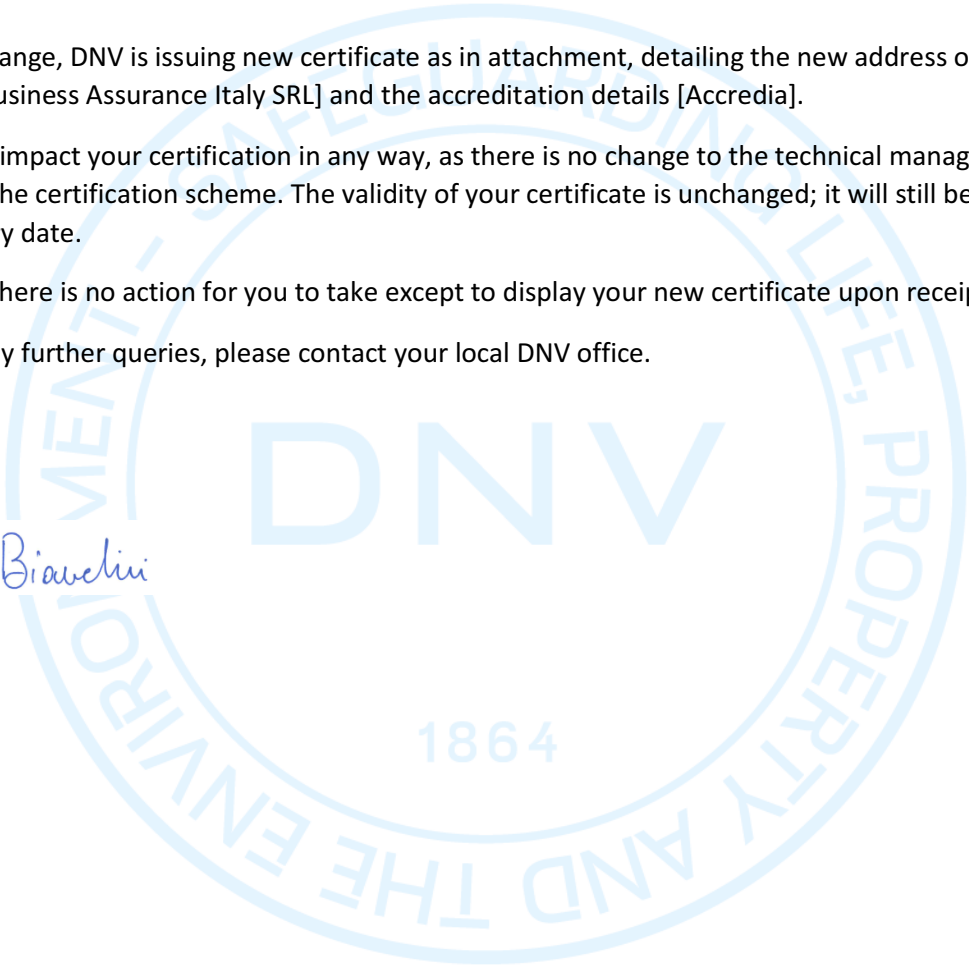 ange, DNV is issuing new certificate as in attachment, detailing the new address o
usiness Assurance Italy SRL] and the accreditation details [Accredia].
impact your certification in any way, as there is no change to the technical manag
he certification scheme. The validity of your certificate is unchanged; it will still be
y date.
here is no action for you to take except to display your new certificate upon receip
y further queries, please contact your local DNV office.
SAFEGUARDING LIFE, PROPERTY AND THE ENVIRONMENT –
DNV
1864